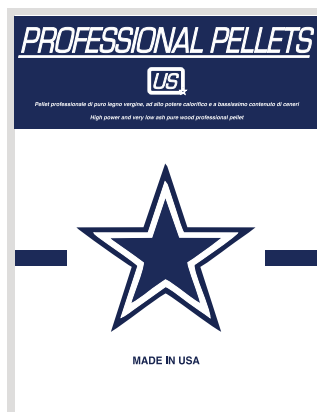 PROFESSIONAL PELLETS
US
Pellet professionale di puro legno vergine, ad alto potere calorifico e a bassissimo contenuto di ceneri
High power and very low ash pure wood professional pellet
MADE IN USA